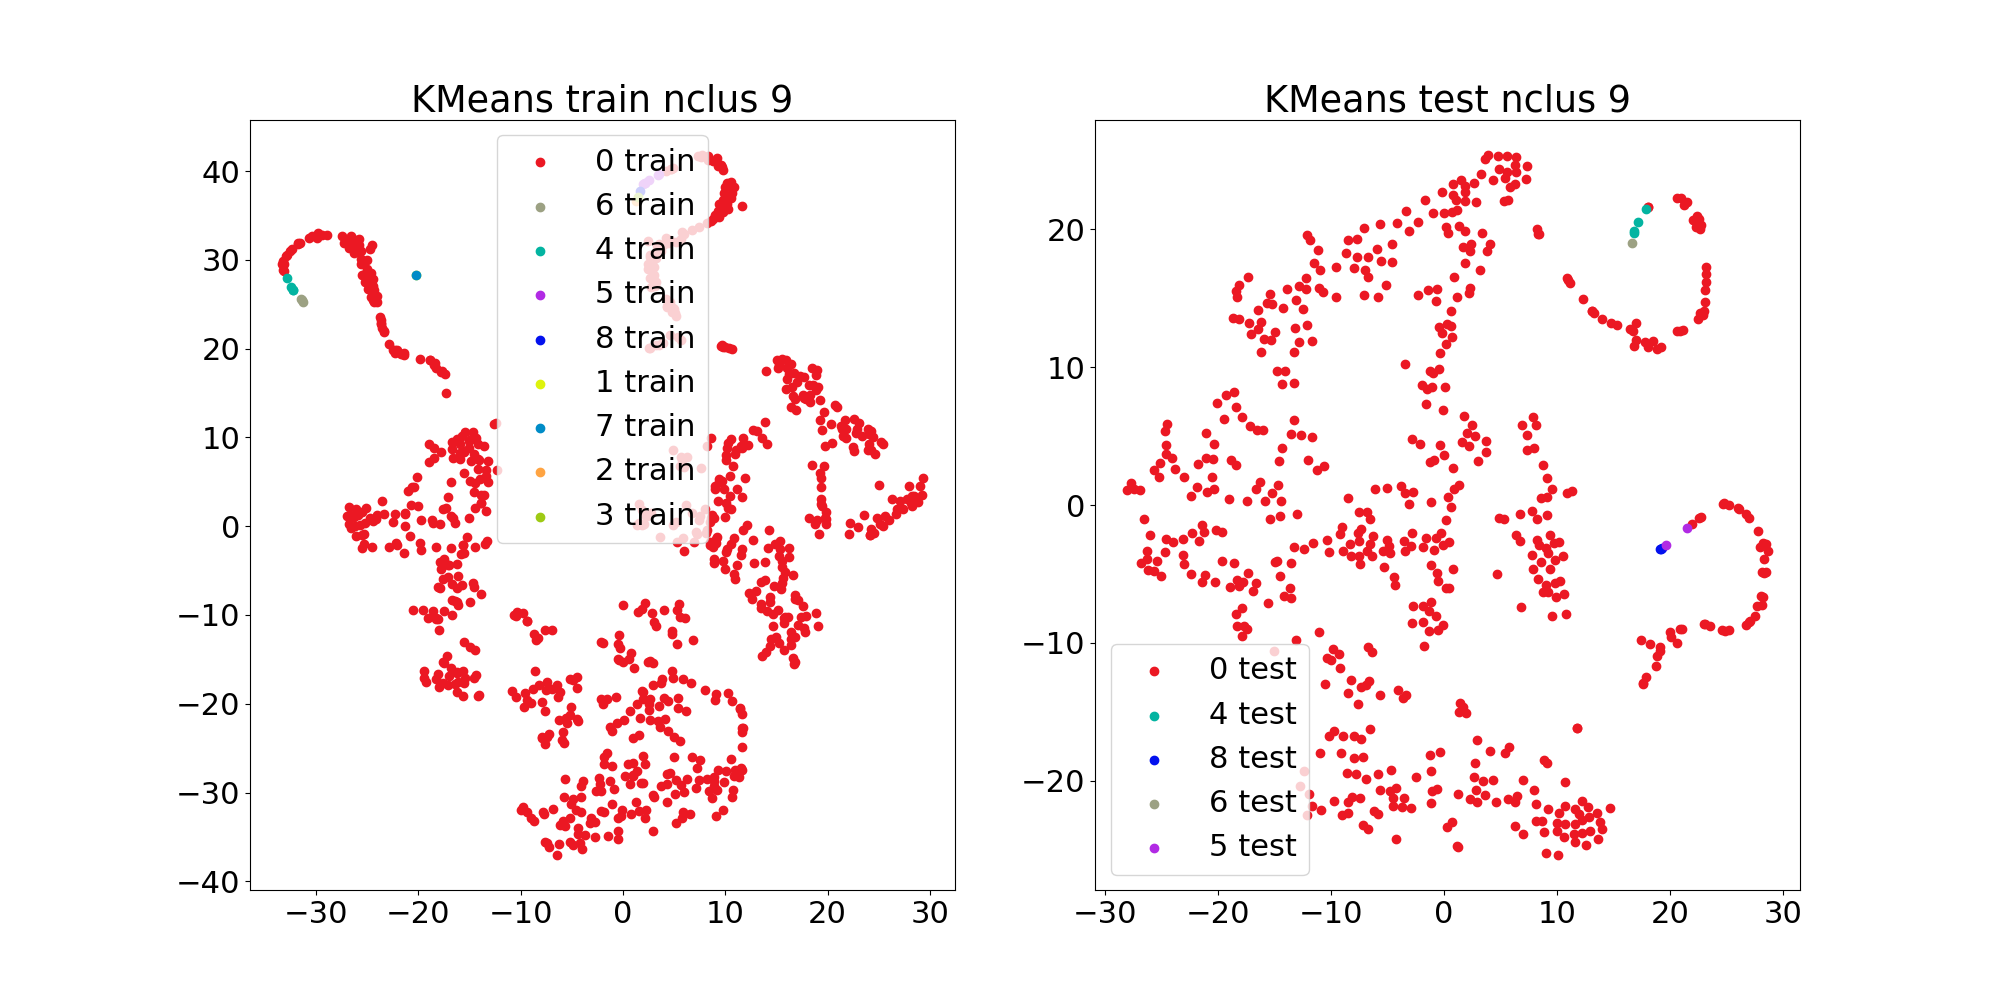 KMeans train nclus 9
40
30
20
10
0
−10
−20
−30
−40
−30 −20 −10 0 10 20 30
0 train
6 train
4 train
5 train
8 train
1 train
7 train
2 train
3 train
KMeans test nclus 9
20
10
0
−10
−20
−30 −20 −10 0 10 20 30
0 test
4 test
8 test
6 test
5 test